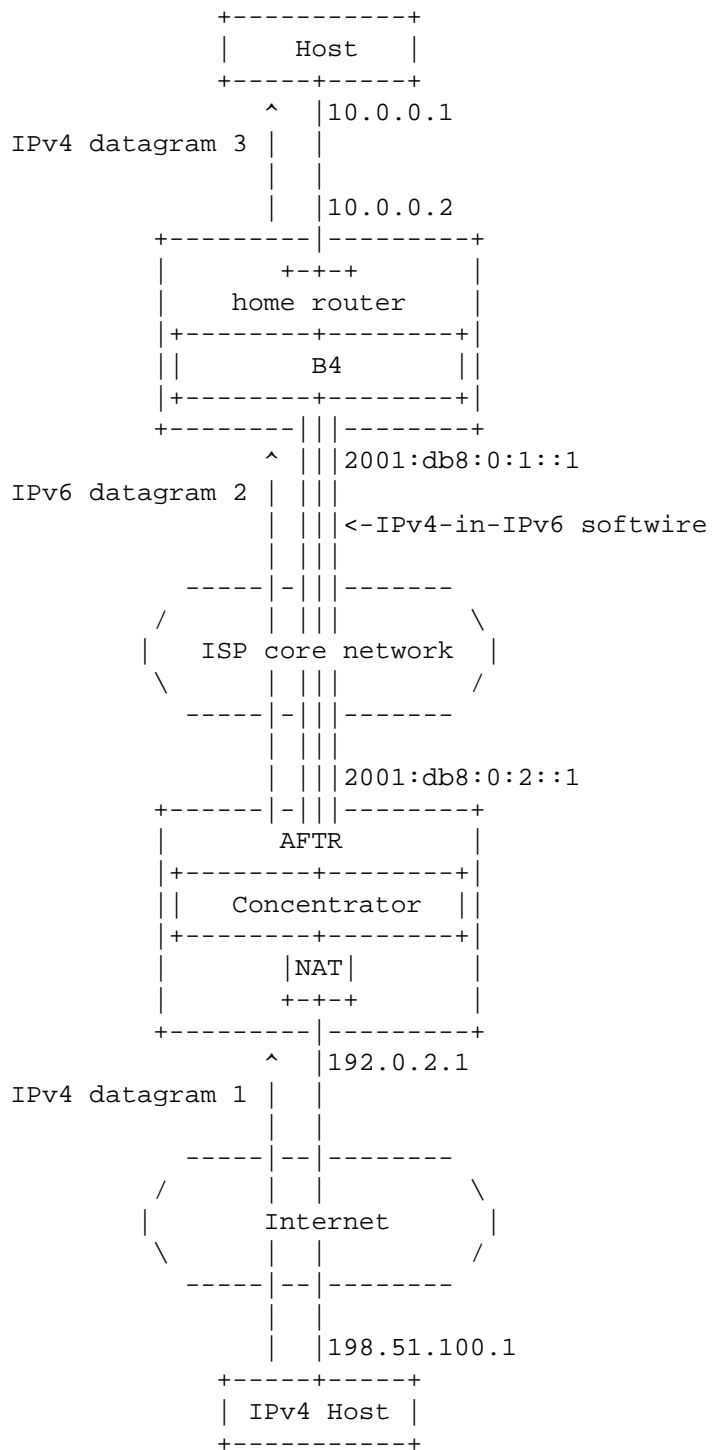 Host
10.0.0.1
IPv4 datagram 3
10.0.0.2
home router
B4
2001:db8:0:1::1
IPv6 datagram 2
<-IPv4-in-IPv6 softwire
ISP core network
2001:db8:0:2::1
AFTR
Concentrator
NAT
192.0.2.1
IPv4 datagram 1
Internet
198.51.100.1
IPv4 Host